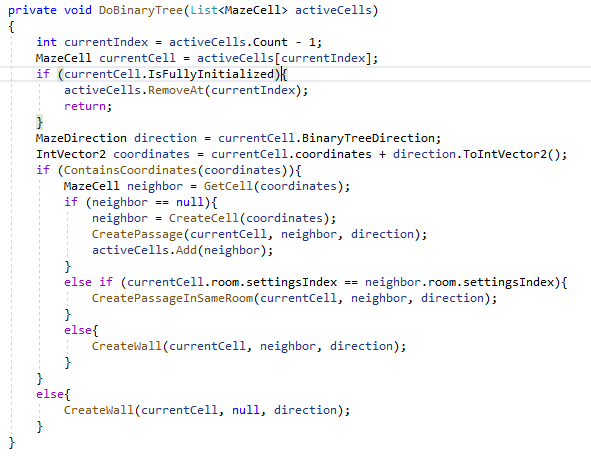 private void DoBinaryTree(List<MazeCell> activeCells)
{
    int currentIndex = activeCells.Count - 1;
    MazeCell currentCell = activeCells[currentIndex];
    if (currentCell.IsFullyInitialized){
        activeCells.RemoveAt(currentIndex);
        return;
    }
    MazeDirection direction = currentCell.BinaryTreeDirection;
    IntVector2 coordinates = currentCell.coordinates + direction.ToIntVector2();
    if (ContainsCoordinates(coordinates)){
        MazeCell neighbor = GetCell(coordinates);
        if (neighbor == null){
            neighbor = CreateCell(coordinates);
            CreatePassage(currentCell, neighbor, direction);
            activeCells.Add(neighbor);
        }
        else if (currentCell.room.settingsIndex == neighbor.room.settingsIndex){
            CreatePassageInSameRoom(currentCell, neighbor, direction);
        }
        else{
            CreateWall(currentCell, neighbor, direction);
        }
    }
    else{
        CreateWall(currentCell, null, direction);
    }
}